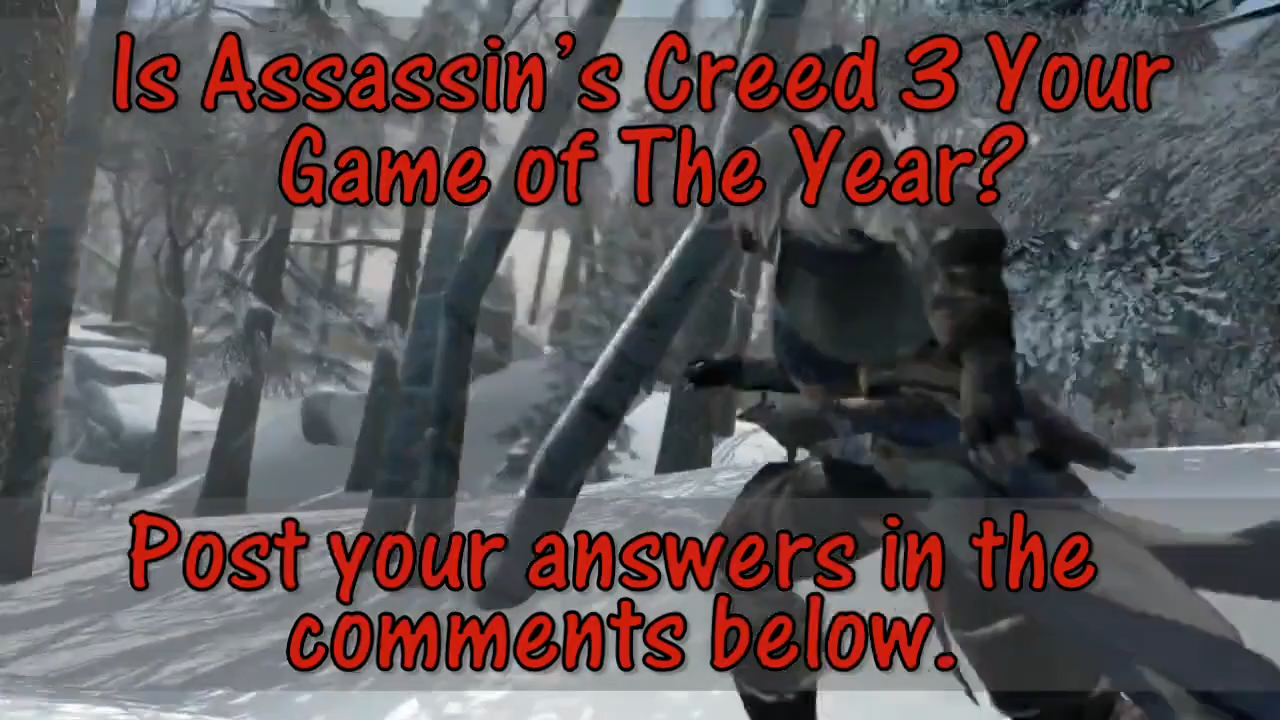 Is Assassin's Creed 3 Your
Game of The Year?
Post your answers in the
comments below.